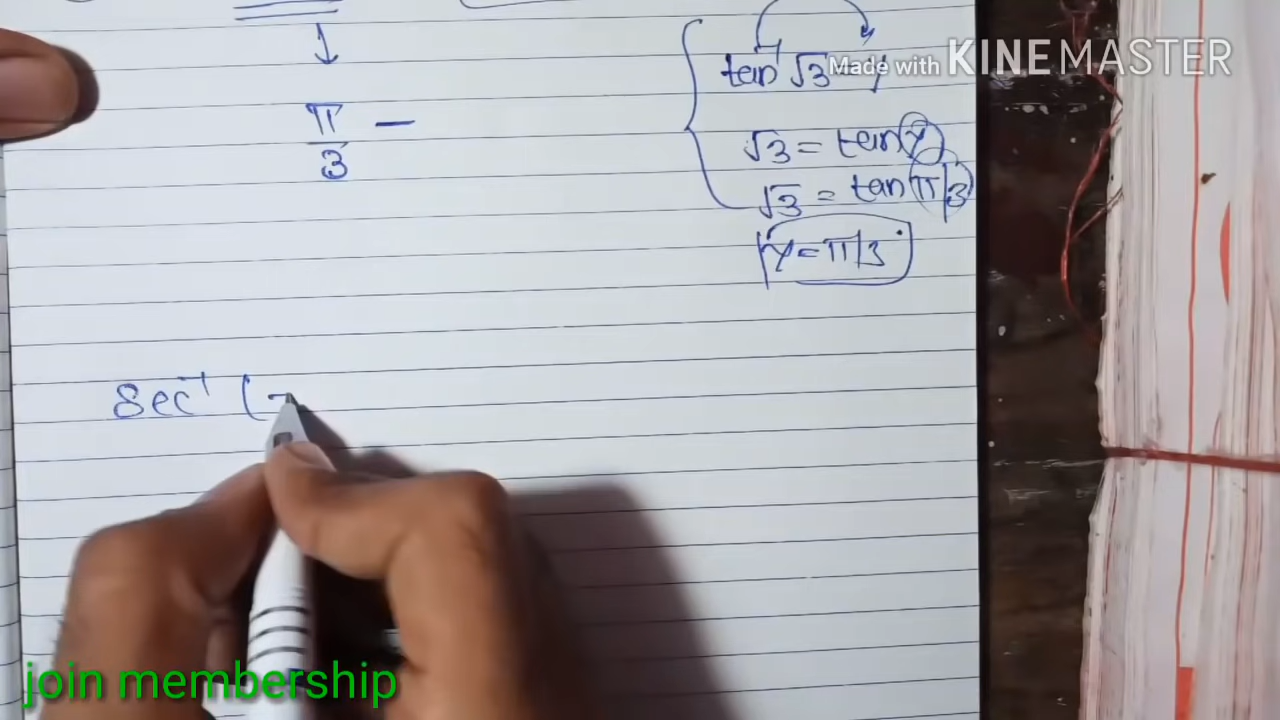 tan⁻¹ √3 = y
Made with KINEMASTER
π/3 —
√3 = tan(y)
√3 = tan(π/3)
y = π/3
Sec⁻¹ (-
join membership